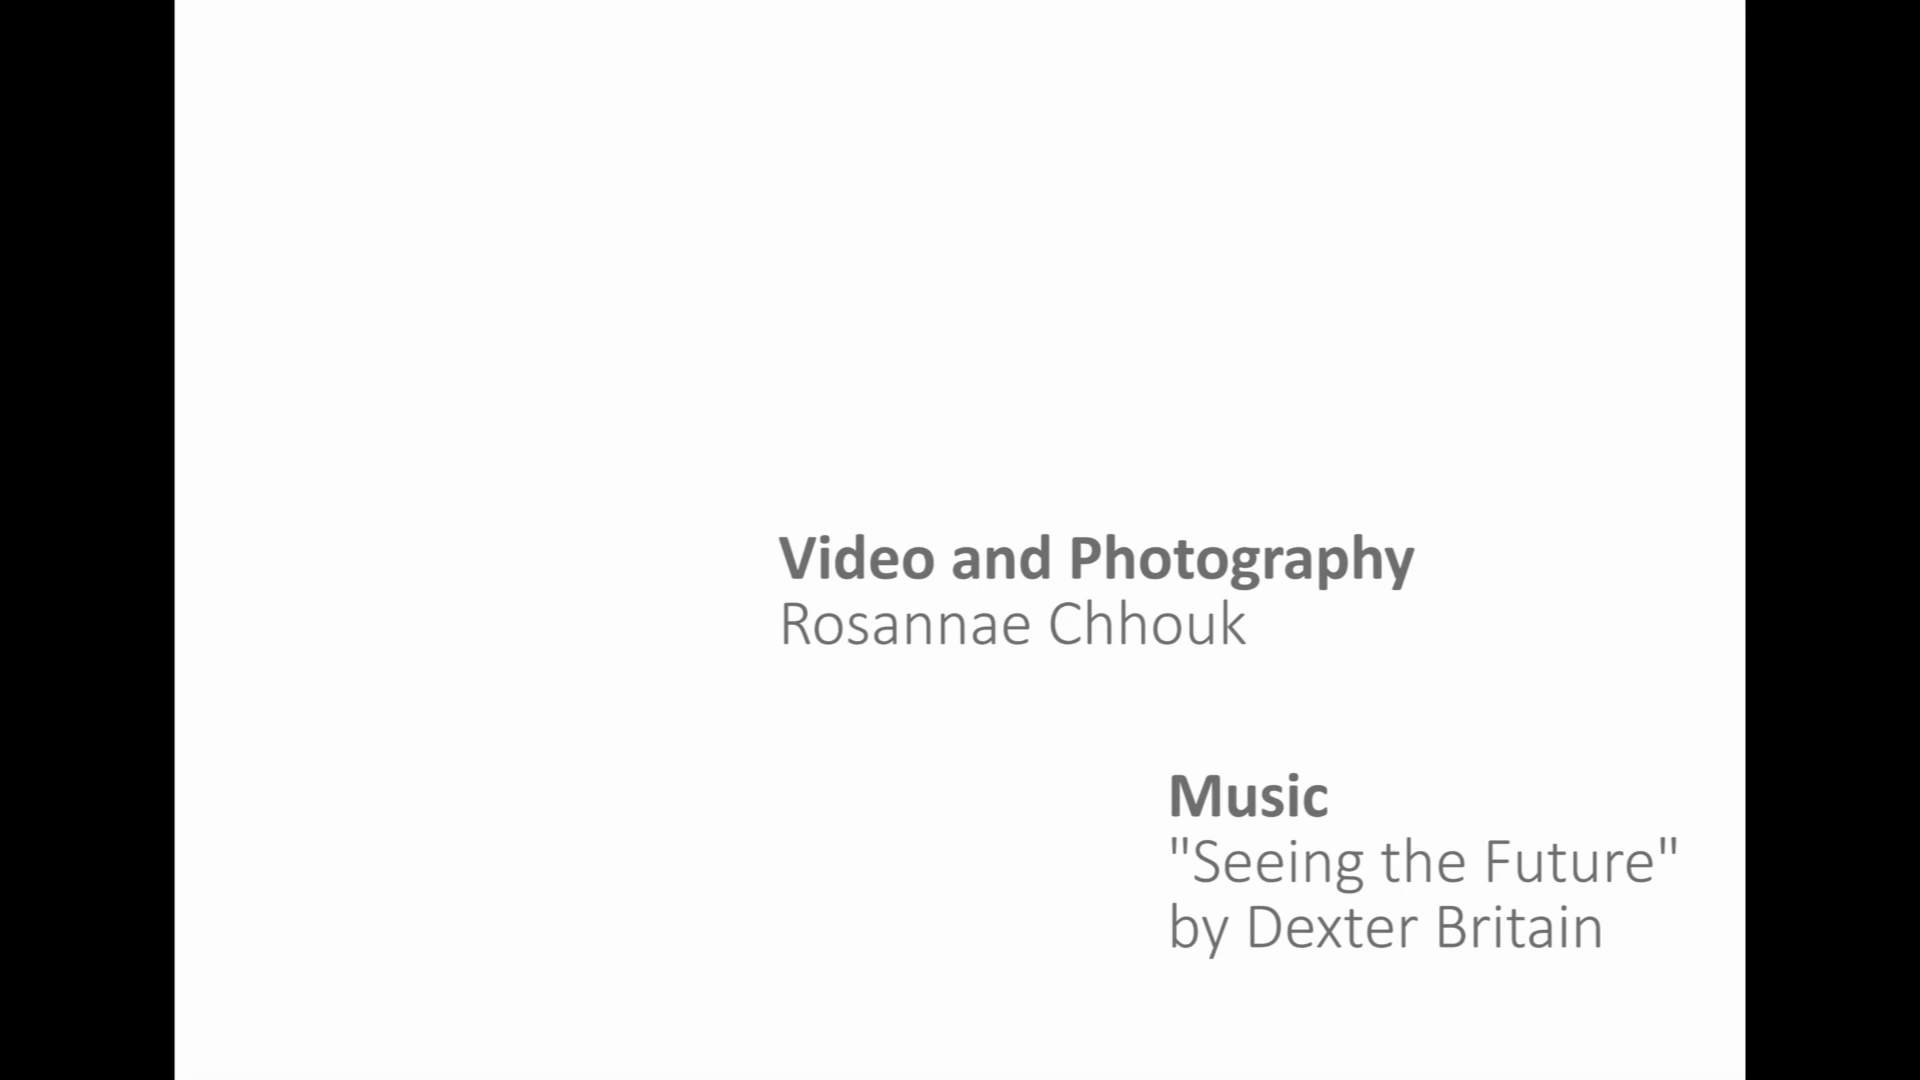 Video and Photography
Rosannae Chhouk
Music
"Seeing the Future"
by Dexter Britain